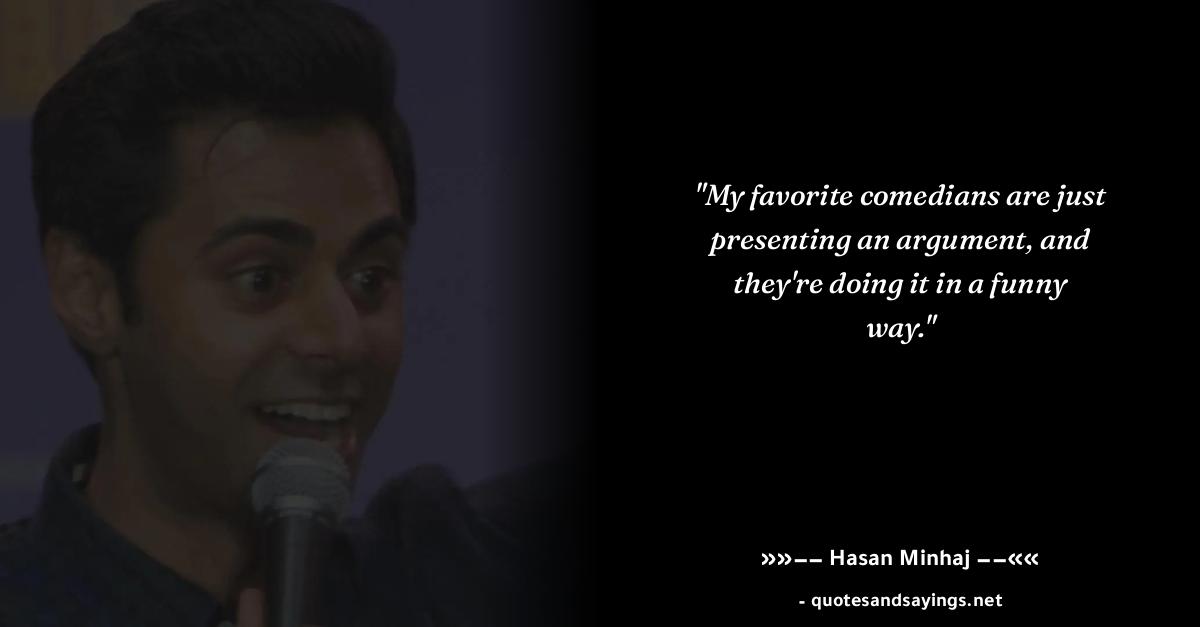 "My favorite comedians are just
presenting an argument, and
they're doing it in a funny
way."
»»–– Hasan Minhaj ––««
- quotesandsayings.net